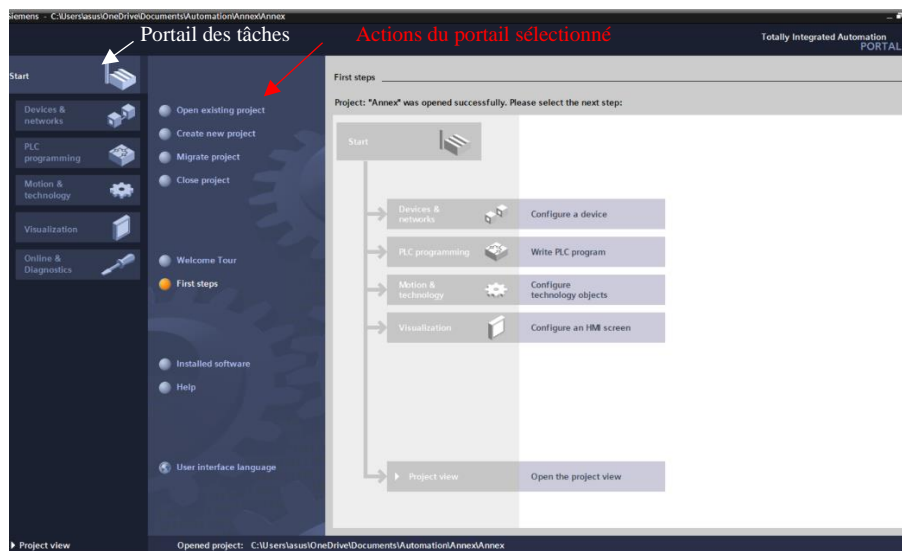 Siemens - C:\Users\asus\OneDrive\Documents\Automation\Annex\Annex
Portail des tâches
Actions du portail sélectionné
Totally Integrated Automation
PORTAL
Start
Devices &
networks
PLC
programming
Motion &
technology
Visualization
Online &
Diagnostics
Open existing project
Create new project
Migrate project
Close project
Welcome Tour
First steps
Installed software
Help
User interface language
First steps
Project: "Annex" was opened successfully. Please select the next step:
Start
Devices &
networks
Configure a device
PLC programming
Write PLC program
Motion &
technology
Configure
technology objects
Visualization
Configure an HMI screen
Project view
Open the project view
Project view
Opened project: C:\Users\asus\OneDrive\Documents\Automation\Annex\Annex